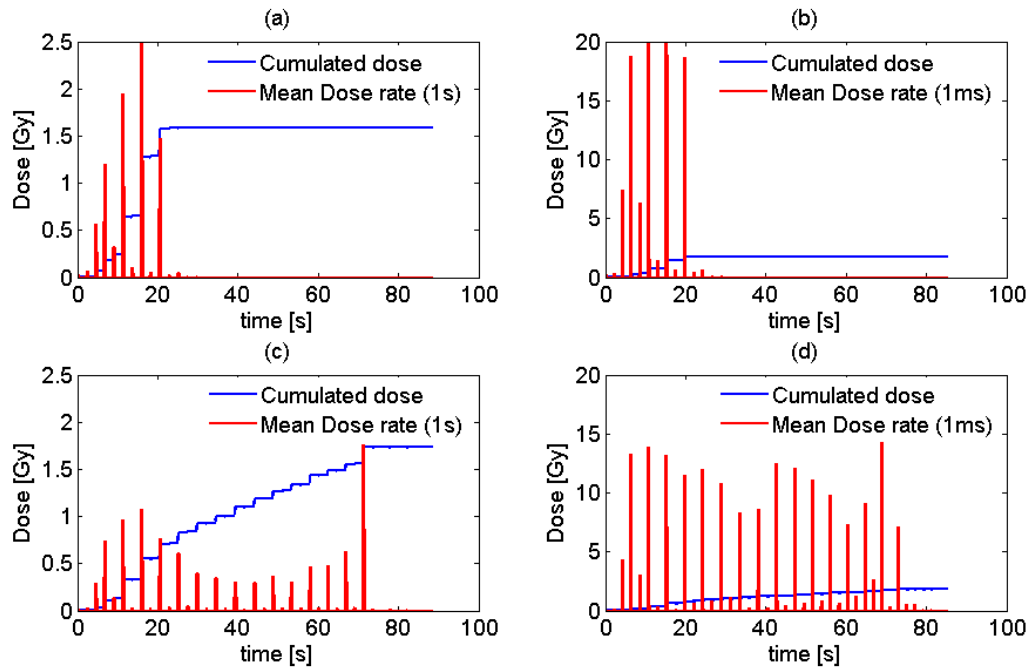 (a)
2.5
2
1.5
1
0.5
0
Dose [Gy]
Cumulated dose
Mean Dose rate (1s)
0 20 40 60 80 100
time [s]
(b)
20
15
10
5
0
Dose [Gy]
Cumulated dose
Mean Dose rate (1ms)
0 20 40 60 80 100
time [s]
(c)
2.5
2
1.5
1
0.5
0
Dose [Gy]
Cumulated dose
Mean Dose rate (1s)
0 20 40 60 80 100
time [s]
(d)
20
15
10
5
0
Dose [Gy]
Cumulated dose
Mean Dose rate (1ms)
0 20 40 60 80 100
time [s]